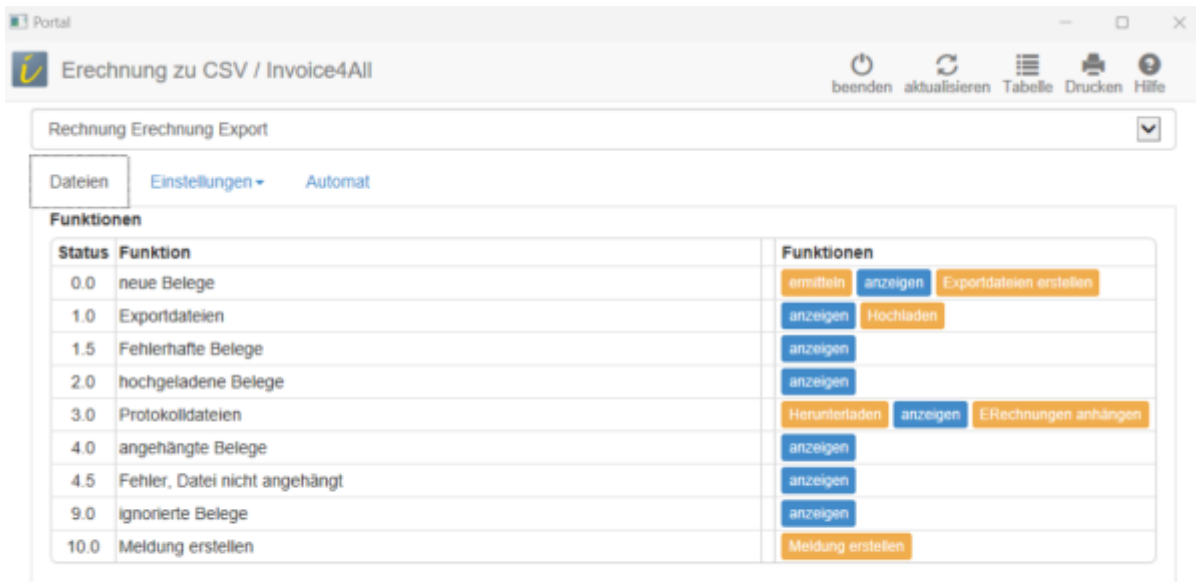 Portal
Erechnung zu CSV / Invoice4All
beenden aktualisieren Tabelle Drucken Hilfe
Rechnung Erechnung Export
Dateien Einstellungen Automat
Funktionen
Status Funktion Funktionen
0.0 neue Belege ermitteln anzeigen Exportdateien erstellen
1.0 Exportdateien anzeigen Hochladen
1.5 Fehlerhafte Belege anzeigen
2.0 hochgeladene Belege anzeigen
3.0 Protokolldateien Herunterladen anzeigen ERechnungen anhängen
4.0 angehängte Belege anzeigen
4.5 Fehler, Datei nicht angehängt anzeigen
9.0 ignorierte Belege anzeigen
10.0 Meldung erstellen Meldung erstellen